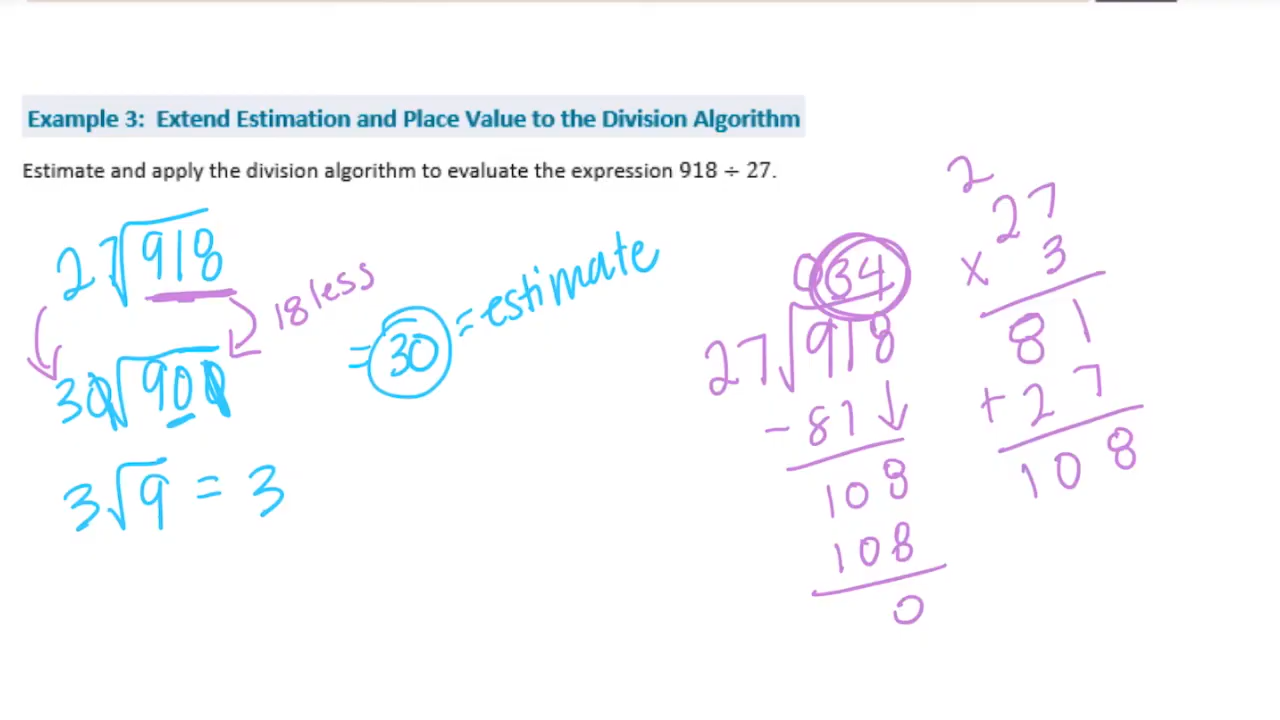 Example 3: Extend Estimation and Place Value to the Division Algorithm
Estimate and apply the division algorithm to evaluate the expression 918 ÷ 27.
27√918
18 less
30√900
= 30 = estimate
3√9 = 3
034
27√918
- 81↓
108
108
0
2
27
x 3
81
+ 27
108